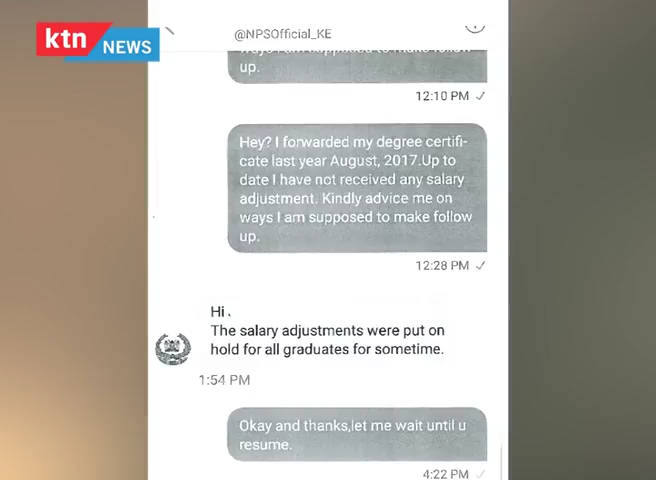 ktn
NEWS
@NPSOfficial_KE
ways I am supposed to make follow
up.
12:10 PM
Hey? I forwarded my degree certifi-
cate last year August, 2017.Up to
date I have not received any salary
adjustment. Kindly advice me on
ways I am supposed to make follow
up.
12:28 PM
Hi .
The salary adjustments were put on
hold for all graduates for sometime.
1:54 PM
Okay and thanks,let me wait until u
resume.
4:22 PM